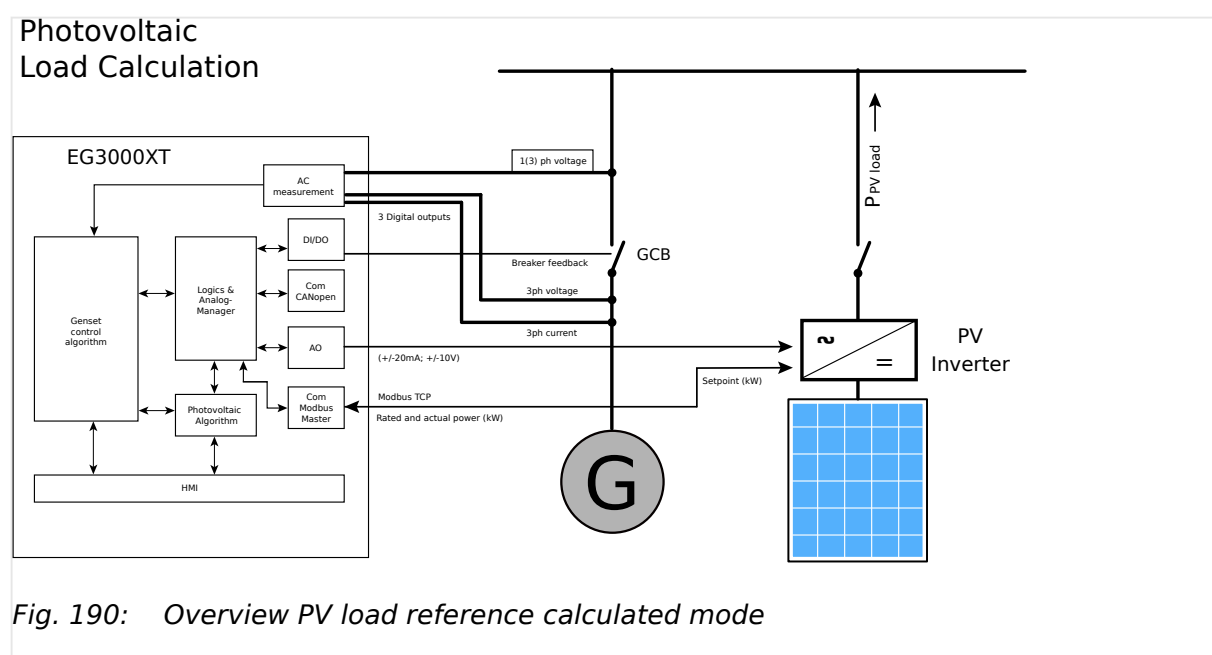 Photovoltaic
Load Calculation
EG3000XT
AC
measurement
1(3) ph voltage
P PV load
3 Digital outputs
DI/DO
Breaker feedback
GCB
Logics &
Analog-
Manager
Com
CANopen
3ph voltage
Genset
control
algorithm
AO
3ph current
(+/-20mA; +/-10V)
~
=
PV
Inverter
Setpoint (kW)
Com
Modbus
Master
Modbus TCP
Rated and actual power (kW)
Photovoltaic
Algorithm
G
HMI
Fig. 190: Overview PV load reference calculated mode